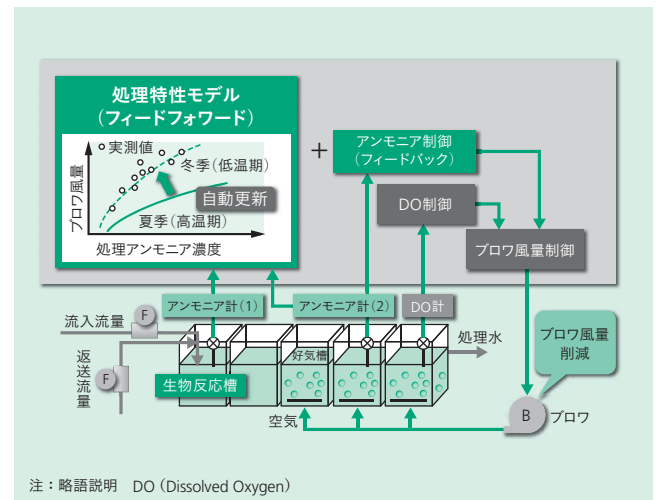 処理特性モデル
(フィードフォワード)
実測値
冬季(低温期)
自動更新
夏季(高温期)
ブロワ風量
処理アンモニア濃度
+
アンモニア制御
(フィードバック)
DO制御
ブロワ風量制御
アンモニア計(1)
アンモニア計(2)
DO計
流入流量
F
返送流量
F
生物反応槽
好気槽
処理水
空気
ブロワ風量
削減
B
ブロワ
注:略語説明 DO(Dissolved Oxygen)